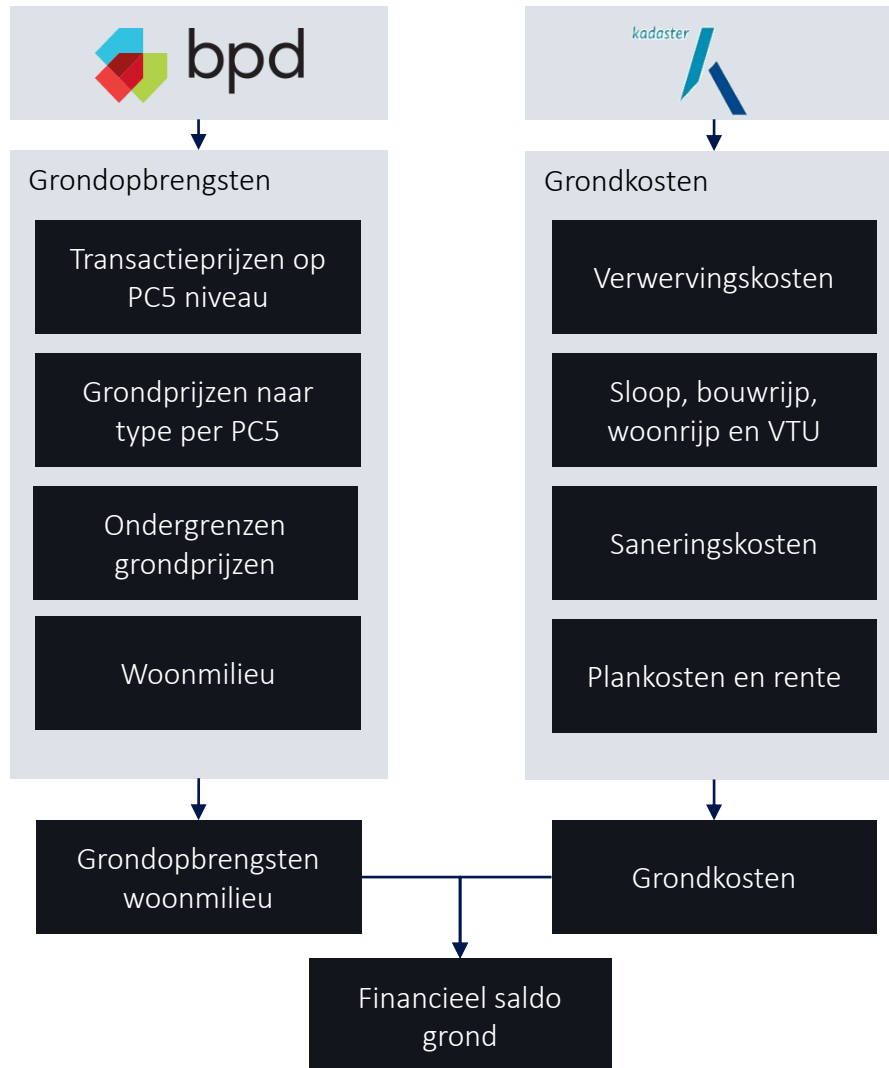 bpd
Grondopbrengsten
Transactieprijzen op
PC5 niveau
Grondprijzen naar
type per PC5
Ondergrenzen
grondprijzen
Woonmilieu
Grondopbrengsten
woonmilieu
kadaster
Grondkosten
Verwervingskosten
Sloop, bouwrijp,
woonrijp en VTU
Saneringskosten
Plankosten en rente
Grondkosten
Financieel saldo
grond